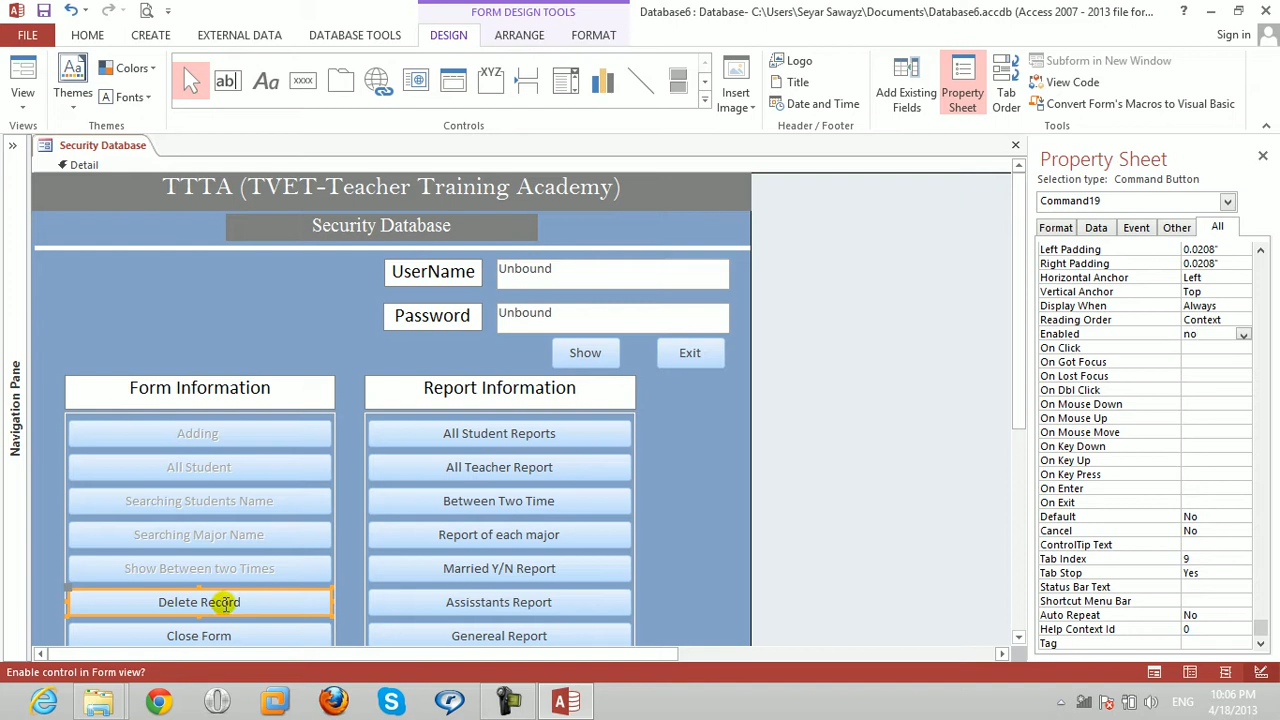 FORM DESIGN TOOLS
Database6 : Database- C:\Users\Seyar Sawayz\Documents\Database6.accdb (Access 2007 - 2013 file for...
?
FILE HOME CREATE EXTERNAL DATA DATABASE TOOLS DESIGN ARRANGE FORMAT Sign in
View
Views
Themes
Colors
Fonts
Themes
ab|
Aa
xxxx
XYZ
Controls
Insert
Image
Logo
Title
Date and Time
Header / Footer
Add Existing
Fields
Property
Sheet
Tab
Order
Subform in New Window
View Code
Convert Form's Macros to Visual Basic
Tools
Navigation Pane
Security Database
Detail
TTTA (TVET-Teacher Training Academy)
Security Database
UserName Unbound
Password Unbound
Show Exit
Form Information
Adding
All Student
Searching Students Name
Searching Major Name
Show Between two Times
Delete Record
Close Form
Report Information
All Student Reports
All Teacher Report
Between Two Time
Report of each major
Married Y/N Report
Assisstants Report
Genereal Report
Property Sheet
Selection type: Command Button
Command19
Format Data Event Other All
Left Padding 0.0208"
Right Padding 0.0208"
Horizontal Anchor Left
Vertical Anchor Top
Display When Always
Reading Order Context
Enabled no
On Click
On Got Focus
On Lost Focus
On Dbl Click
On Mouse Down
On Mouse Up
On Mouse Move
On Key Down
On Key Up
On Key Press
On Enter
On Exit
Default No
Cancel No
ControlTip Text
Tab Index 9
Tab Stop Yes
Status Bar Text
Shortcut Menu Bar
Auto Repeat No
Help Context Id 0
Tag
Enable control in Form view?
ENG
10:06 PM
4/18/2013